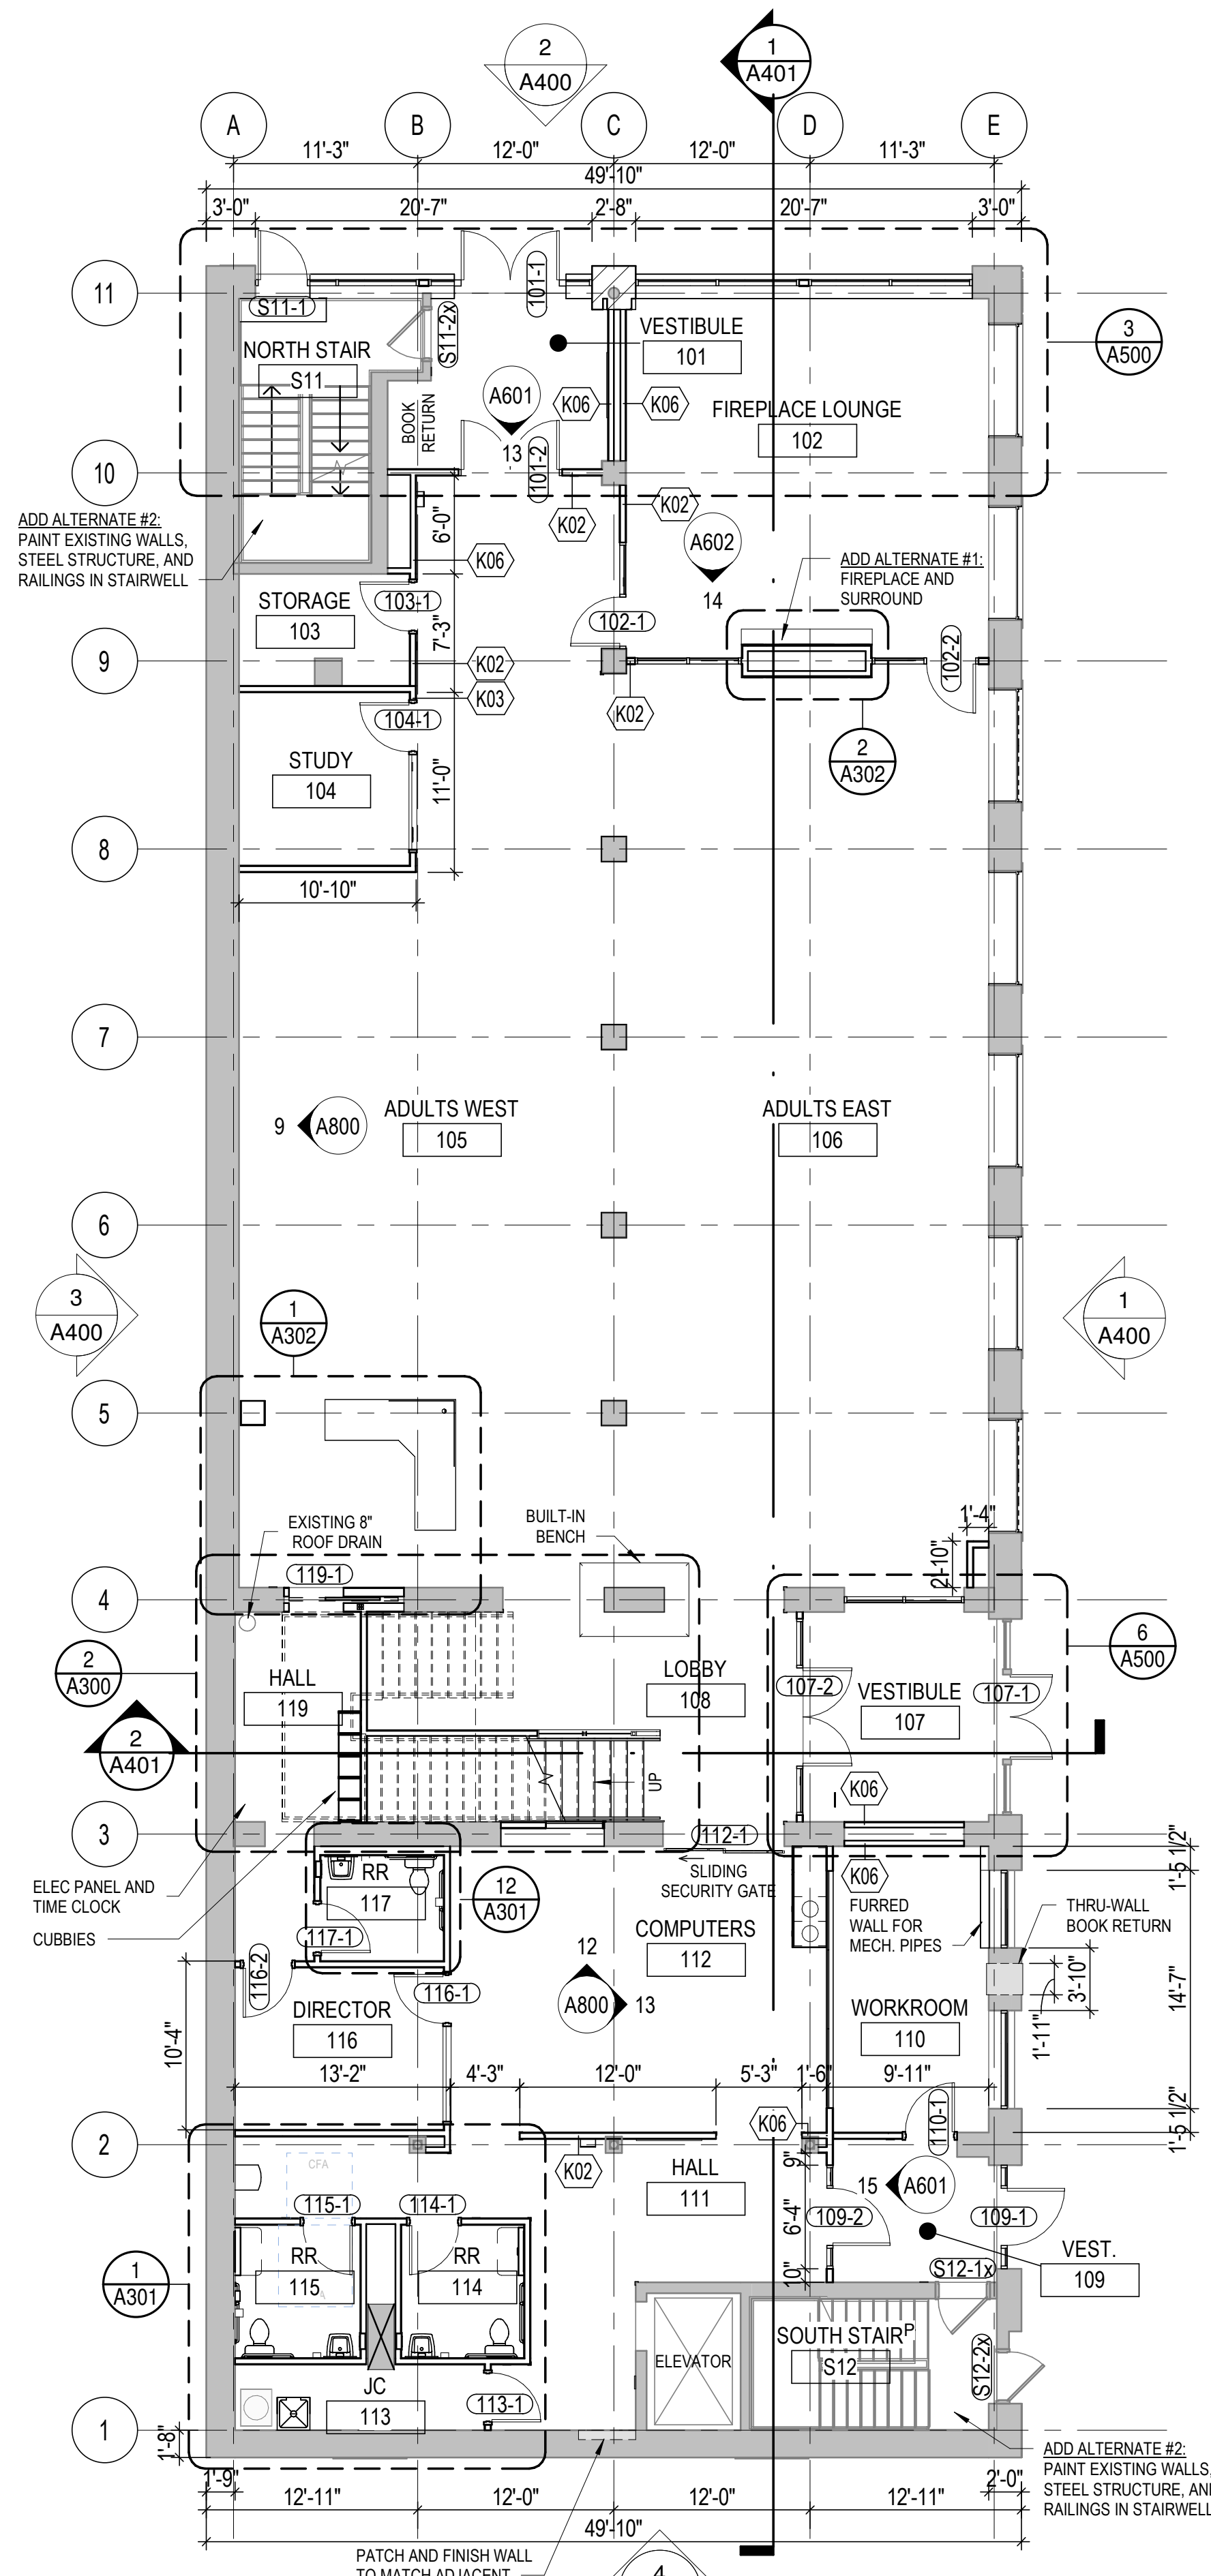 2
A400
1
A401
A
B
C
D
E
11'-3"
12'-0"
12'-0"
11'-3"
49'-10"
3'-0"
20'-7"
2'-8"
20'-7"
3'-0"
11
S11-1
101-1
S11-2x
VESTIBULE
101
3
A500
NORTH STAIR
S11
A601
13
K06
K06
BOOK
RETURN
FIREPLACE LOUNGE
102
10
101-2
K02
K02
ADD ALTERNATE #2:
PAINT EXISTING WALLS,
STEEL STRUCTURE, AND
RAILINGS IN STAIRWELL
6'-0"
K06
A602
14
ADD ALTERNATE #1:
FIREPLACE AND
SURROUND
STORAGE
103
103-1
7'-3"
102-1
102-2
9
K02
K03
K02
104-1
STUDY
104
11'-0"
2
A302
8
10'-10"
7
9
A800
ADULTS WEST
105
ADULTS EAST
106
6
3
A400
1
A400
1
A302
5
EXISTING 8"
ROOF DRAIN
BUILT-IN
BENCH
1'-4"
2'-10"
4
119-1
2
A300
HALL
119
LOBBY
108
107-2
VESTIBULE
107
107-1
6
A500
2
A401
UP
K06
3
112-1
K06
1'-5 1/2"
ELEC PANEL AND
TIME CLOCK
CUBBIES
RR
117
117-1
12
A301
SLIDING
SECURITY GATE
COMPUTERS
112
FURRED
WALL FOR
MECH. PIPES
THRU-WALL
BOOK RETURN
116-2
116-1
12
A800
13
3'-10"
14'-7"
1'-11"
DIRECTOR
116
WORKROOM
110
10'-4"
13'-2"
4'-3"
12'-0"
5'-3"
1'-6"
9'-11"
110-1
1'-5 1/2"
2
K06
K02
CFA
HALL
111
9"
15
A601
115-1
114-1
6'-4"
109-2
109-1
1
A301
RR
115
RR
114
10"
S12-1x
VEST.
109
ELEVATOR
SOUTH STAIR
P
S12
S12-2x
JC
113
113-1
1
1'-8"
1'-9"
2'-0"
12'-11"
12'-0"
12'-0"
12'-11"
49'-10"
ADD ALTERNATE #2:
PAINT EXISTING WALLS,
STEEL STRUCTURE, AN
RAILINGS IN STAIRWELL
PATCH AND FINISH WALL
TO MATCH ADJACENT
4